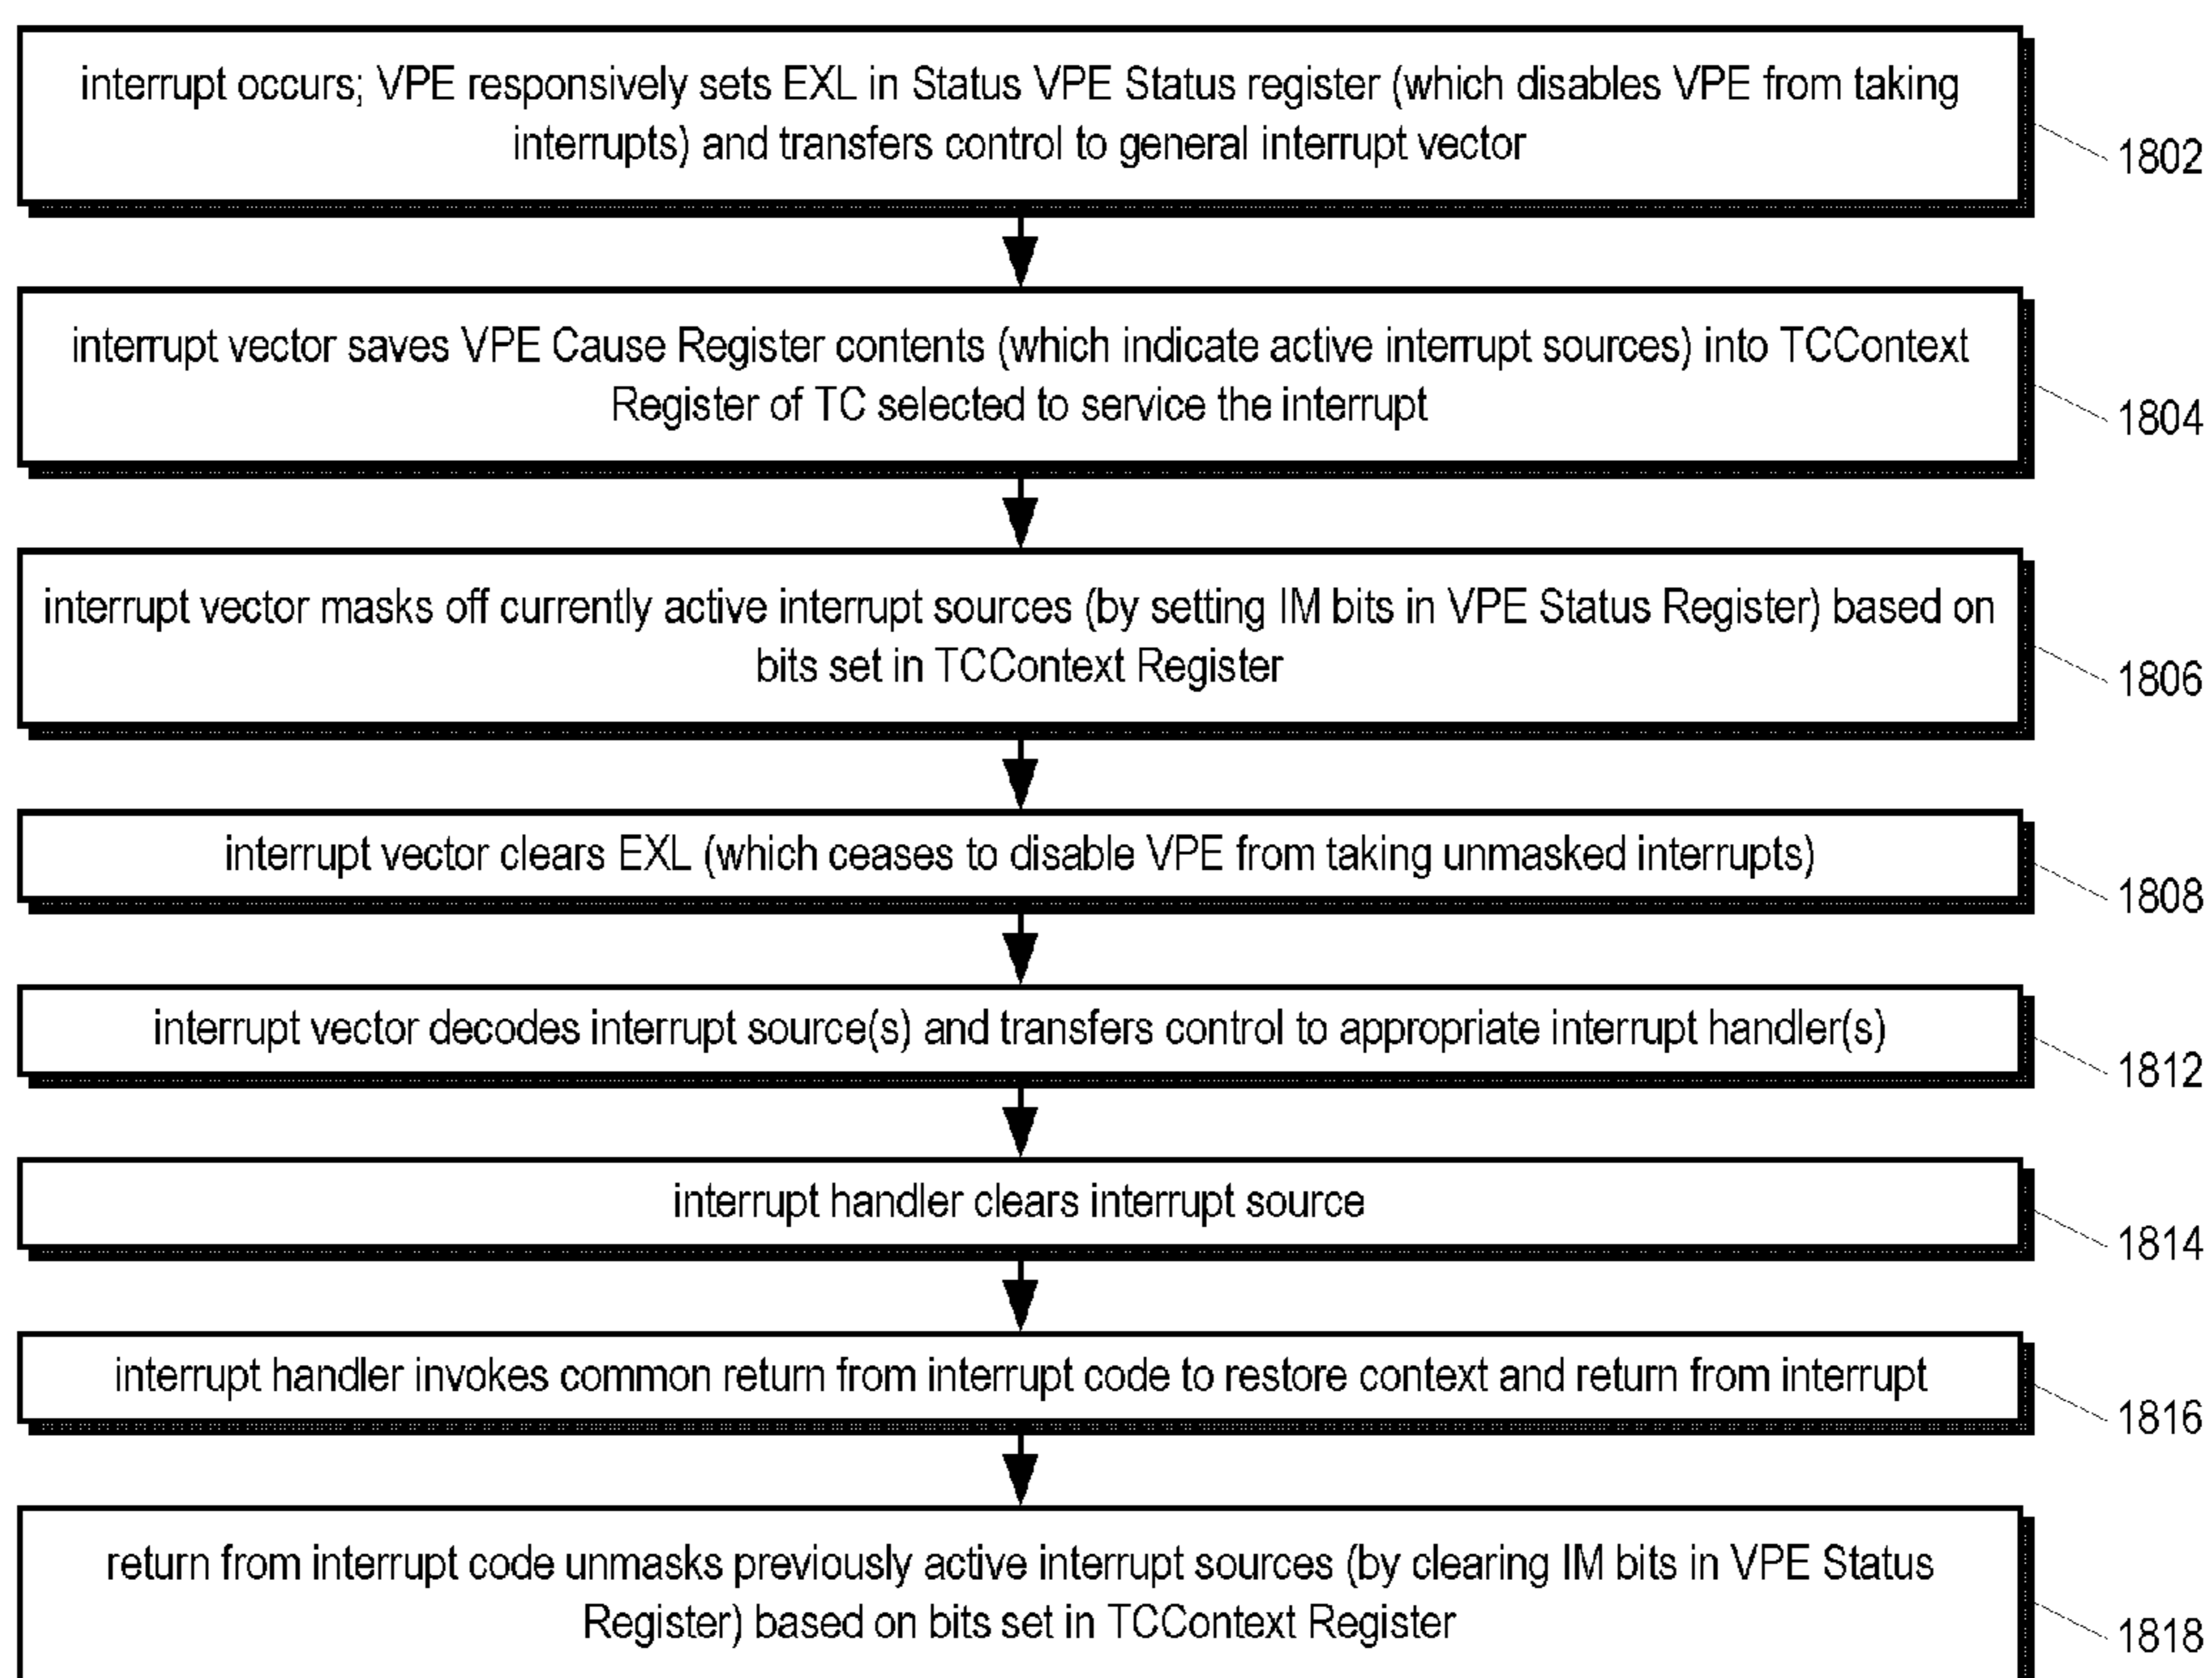 interrupt occurs; VPE responsively sets EXL in Status VPE Status register (which disables VPE from taking
interrupts) and transfers control to general interrupt vector
1802
interrupt vector saves VPE Cause Register contents (which indicate active interrupt sources) into TCContext
Register of TC selected to service the interrupt
1804
interrupt vector masks off currently active interrupt sources (by setting IM bits in VPE Status Register) based on
bits set in TCContext Register
1806
interrupt vector clears EXL (which ceases to disable VPE from taking unmasked interrupts)
1808
interrupt vector decodes interrupt source(s) and transfers control to appropriate interrupt handler(s)
1812
interrupt handler clears interrupt source
1814
interrupt handler invokes common return from interrupt code to restore context and return from interrupt
1816
return from interrupt code unmasks previously active interrupt sources (by clearing IM bits in VPE Status
Register) based on bits set in TCContext Register
1818